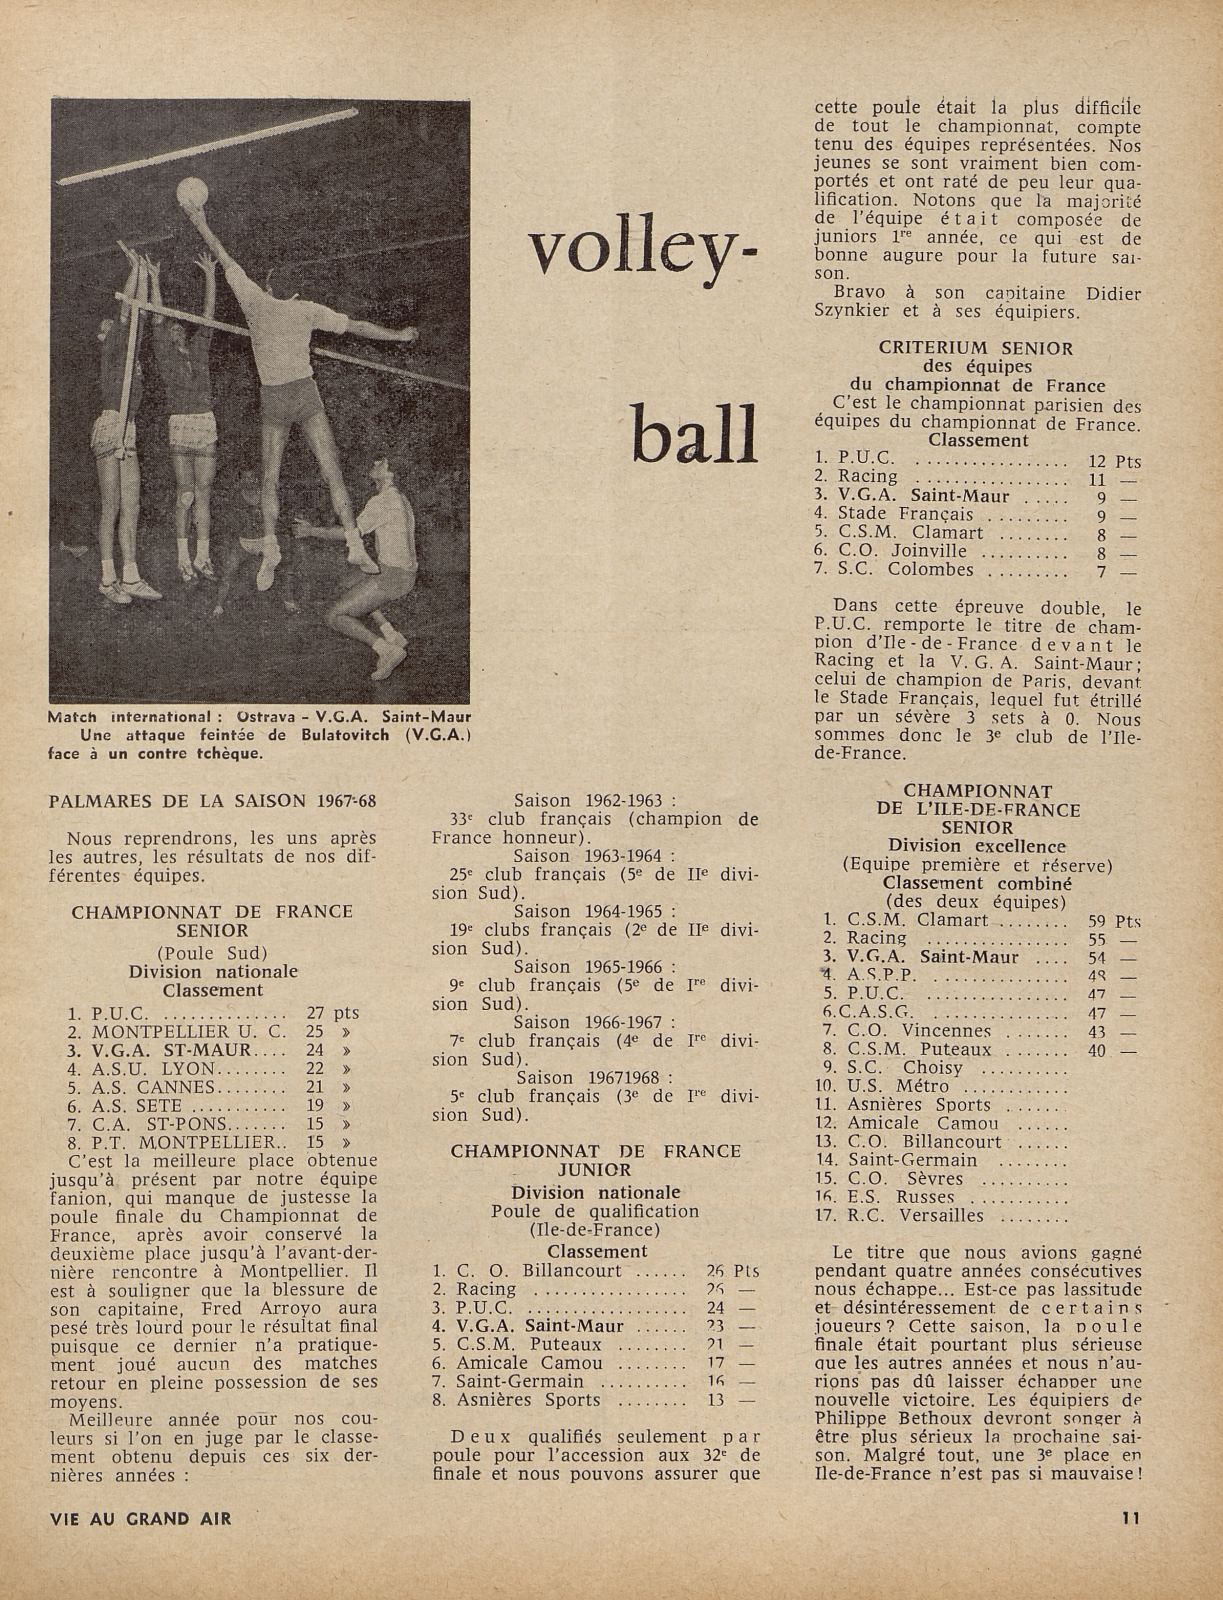 volley-
ball
Match international : Ostrava - V.G.A. Saint-Maur
Une attaque feintée de Bulatovitch (V.G.A.)
face à un contre tchèque.
PALMARES DE LA SAISON 1967-68
Nous reprendrons, les uns après
les autres, les résultats de nos dif-
férentes équipes.
CHAMPIONNAT DE FRANCE
SENIOR
(Poule Sud)
Division nationale
Classement
1. P.U.C. .............. 27 pts
2. MONTPELLIER U. C. 25 »
3. V.G.A. ST-MAUR.... 24 »
4. A.S.U. LYON........ 22 »
5. A.S. CANNES........ 21 »
6. A.S. SETE ........... 19 »
7. C.A. ST-PONS....... 15 »
8. P.T. MONTPELLIER.. 15 »
C'est la meilleure place obtenue
jusqu'à présent par notre équipe
fanion, qui manque de justesse la
poule finale du Championnat de
France, après avoir conservé la
deuxième place jusqu'à l'avant-der-
nière rencontre à Montpellier. Il
est à souligner que la blessure de
son capitaine, Fred Arroyo aura
pesé très lourd pour le résultat final
puisque ce dernier n'a pratique-
ment joué aucun des matches
retour en pleine possession de ses
moyens.
Meilleure année pour nos cou-
leurs si l'on en juge par le classe-
ment obtenu depuis ces six der-
nières années :
Saison 1962-1963 :
33e club français (champion de
France honneur).
Saison 1963-1964 :
25e club français (5e de IIe divi-
sion Sud).
Saison 1964-1965 :
19e clubs français (2e de IIe divi-
sion Sud).
Saison 1965-1966 :
9e club français (5e de Ire divi-
sion Sud).
Saison 1966-1967 :
7e club français (4e de Ire divi-
sion Sud).
Saison 19671968 :
5e club français (3e de Ire divi-
sion Sud).
CHAMPIONNAT DE FRANCE
JUNIOR
Division nationale
Poule de qualification
(Ile-de-France)
Classement
1. C. O. Billancourt ...... 26 Pts
2. Racing ................ 26 —
3. P.U.C. ................. 24 —
4. V.G.A. Saint-Maur ...... 23 —
5. C.S.M. Puteaux ........ 21 —
6. Amicale Camou ........ 17 —
7. Saint-Germain .......... 16 —
8. Asnières Sports ........ 13 —
Deux qualifiés seulement par
poule pour l'accession aux 32e de
finale et nous pouvons assurer que
cette poule était la plus difficile
de tout le championnat, compte
tenu des équipes représentées. Nos
jeunes se sont vraiment bien com-
portés et ont raté de peu leur qua-
lification. Notons que la majorité
de l'équipe était composée de
juniors 1re année, ce qui est de
bonne augure pour la future sai-
son.
Bravo à son capitaine Didier
Szynkier et à ses équipiers.
CRITERIUM SENIOR
des équipes
du championnat de France
C'est le championnat parisien des
équipes du championnat de France.
Classement
1. P.U.C. ................. 12 Pts
2. Racing ................. 11 —
3. V.G.A. Saint-Maur ..... 9 —
4. Stade Français ......... 9 —
5. C.S.M. Clamart ........ 8 —
6. C.O. Joinville .......... 8 —
7. S.C. Colombes ......... 7 —
Dans cette épreuve double, le
P.U.C. remporte le titre de cham-
pion d'Ile-de-France devant le
Racing et la V.G.A. Saint-Maur;
celui de champion de Paris, devant
le Stade Français, lequel fut étrillé
par un sévère 3 sets à 0. Nous
sommes donc le 3e club de l'Ile-
de-France.
CHAMPIONNAT
DE L'ILE-DE-FRANCE
SENIOR
Division excellence
(Equipe première et réserve)
Classement combiné
(des deux équipes)
1. C.S.M. Clamart........ 59 Pts
2. Racing ................ 55 —
3. V.G.A. Saint-Maur .... 54 —
4. A.S.P.P. ............... 48 —
5. P.U.C. ................ 47 —
6.C.A.S.G. ............... 47 —
7. C.O. Vincennes ....... 43 —
8. C.S.M. Puteaux ....... 40 —
9. S.C. Choisy ..........
10. U.S. Métro ............
11. Asnières Sports .......
12. Amicale Camou ......
13. C.O. Billancourt ......
14. Saint-Germain ........
15. C.O. Sèvres ..........
16. E.S. Russes ...........
17. R.C. Versailles ........
Le titre que nous avions gagné
pendant quatre années consécutives
nous échappe... Est-ce pas lassitude
et désintéressement de certains
joueurs ? Cette saison, la poule
finale était pourtant plus sérieuse
que les autres années et nous n'au-
rions pas dû laisser échapper une
nouvelle victoire. Les équipiers de
Philippe Bethoux devront songer à
être plus sérieux la prochaine sai-
son. Malgré tout, une 3e place en
Ile-de-France n'est pas si mauvaise !
VIE AU GRAND AIR
11